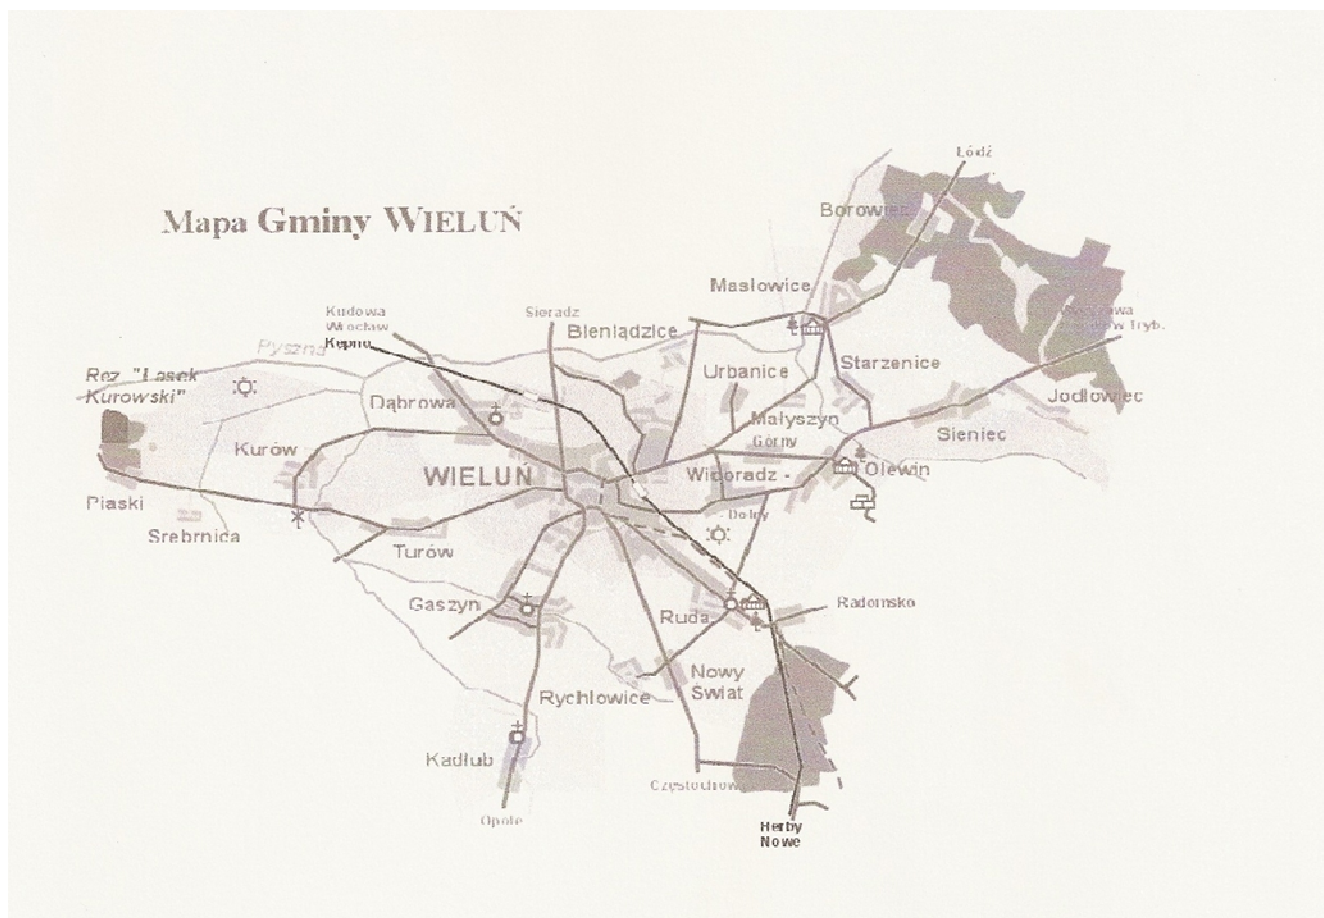 Łódź
Borowiec
Mapa Gminy WIELUŃ
Masłowice
Kudowa
Wrocław
Kępno
Sieradz
Bieniądzice
Pyszna
Starzenice
Rez. "Lasek
Kurowski"
Urbanice
Dąbrowa
Jodłowiec
Małyszyn
Górny
Sieniec
Kurów
WIELUŃ
Widoradz
Olewin
Piaski
Dolny
Srebrnica
Turów
Gaszyn
Ruda
Radomsko
Nowy
Świat
Rychłowice
Kadłub
Opole
Herby
Nowe